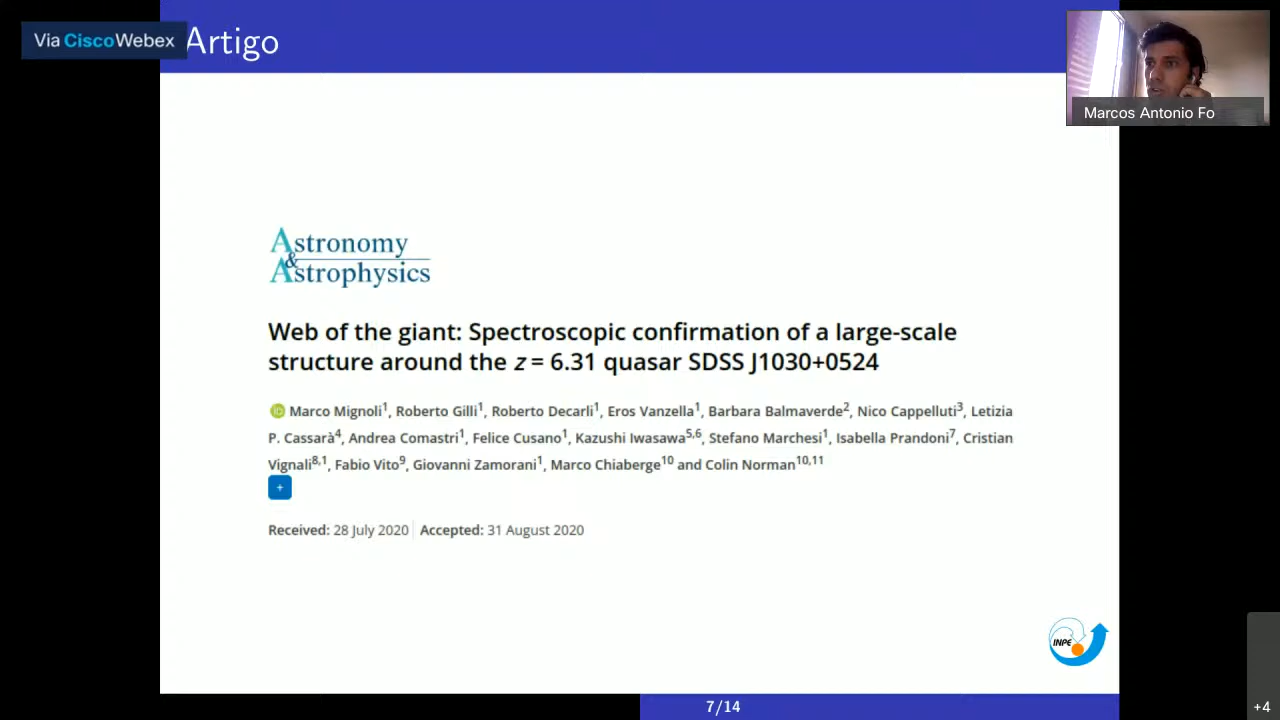 Via CiscoWebex
Artigo
Marcos Antonio Fo
Astronomy
&
Astrophysics
Web of the giant: Spectroscopic confirmation of a large-scale
structure around the z = 6.31 quasar SDSS J1030+0524
iD Marco Mignoli1, Roberto Gilli1, Roberto Decarli1, Eros Vanzella1, Barbara Balmaverde2, Nico Cappelluti3, Letizia
P. Cassarà4, Andrea Comastri1, Felice Cusano1, Kazushi Iwasawa5,6, Stefano Marchesi1, Isabella Prandoni7, Cristian
Vignali8,1, Fabio Vito9, Giovanni Zamorani1, Marco Chiaberge10 and Colin Norman10,11
+
Received: 28 July 2020 | Accepted: 31 August 2020
INPE
7/14
+4